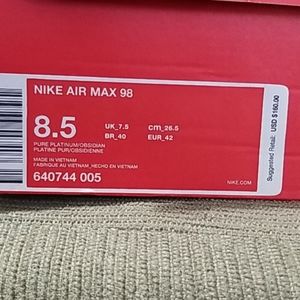 NIKE AIR MAX 98
8.5
UK_7.5 cm_26.5
BR_40 EUR_42
PURE PLATINUM/OBSIDIAN
PLATINE PUR/OBSIDIENNE
MADE IN VIETNAM
FABRIQUE AU VIETNAM_HECHO EN VIETNAM
640744 005
NIKE.COM
Suggested Retail: USD $160.00